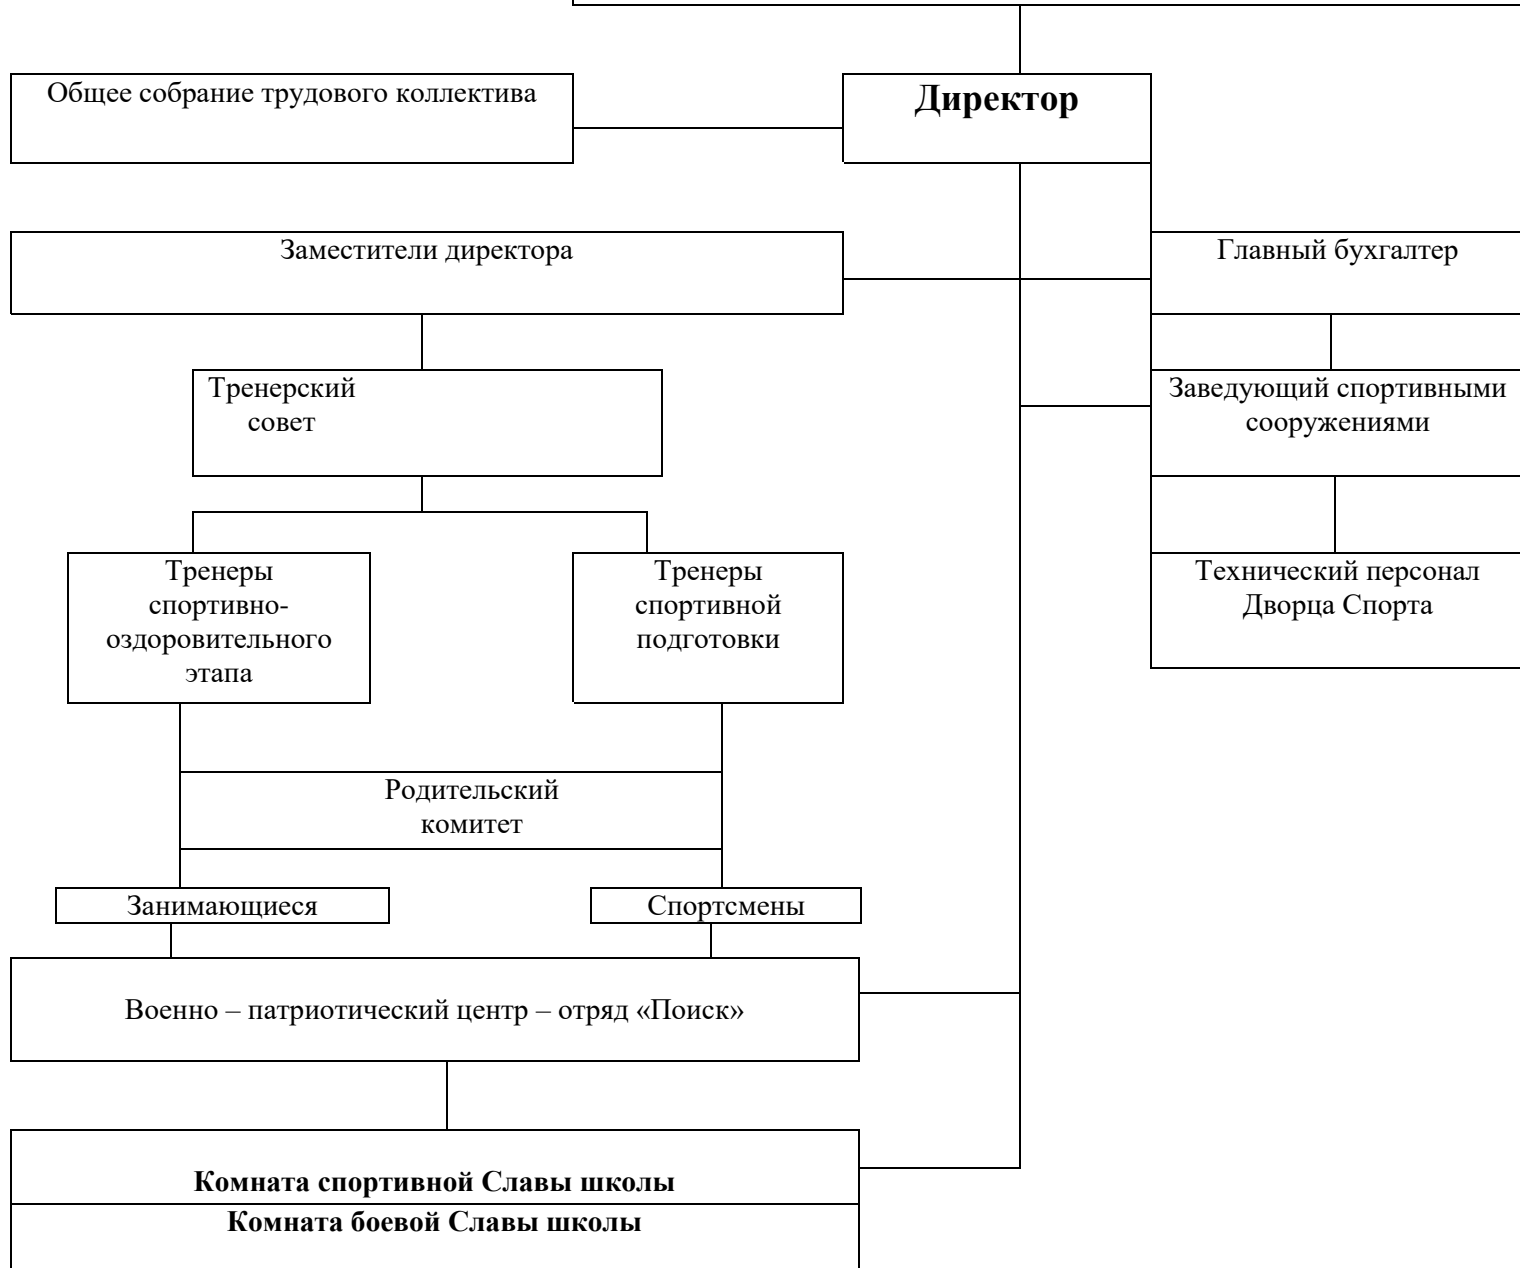 Общее собрание трудового коллектива
Директор
Заместители директора
Главный бухгалтер
Тренерский
совет
Заведующий спортивными
сооружениями
Тренеры
спортивно-
оздоровительного
этапа
Тренеры
спортивной
подготовки
Технический персонал
Дворца Спорта
Родительский
комитет
Занимающиеся
Спортсмены
Военно – патриотический центр – отряд «Поиск»
Комната спортивной Славы школы
Комната боевой Славы школы